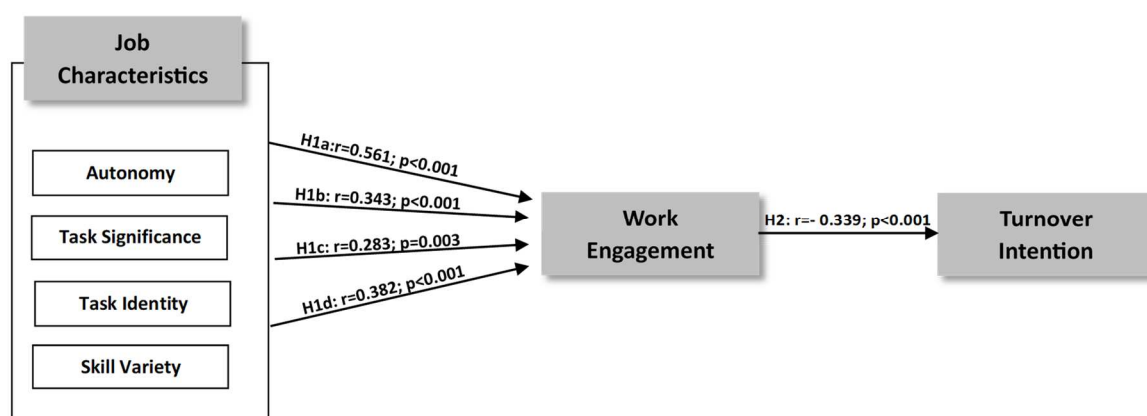 Job
Characteristics
Autonomy
Task Significance
Task Identity
Skill Variety
H1a:r=0.561; p<0.001
H1b: r=0.343; p<0.001
H1c: r=0.283; p=0.003
H1d: r=0.382; p<0.001
Work
Engagement
H2: r=- 0.339; p<0.001
Turnover
Intention